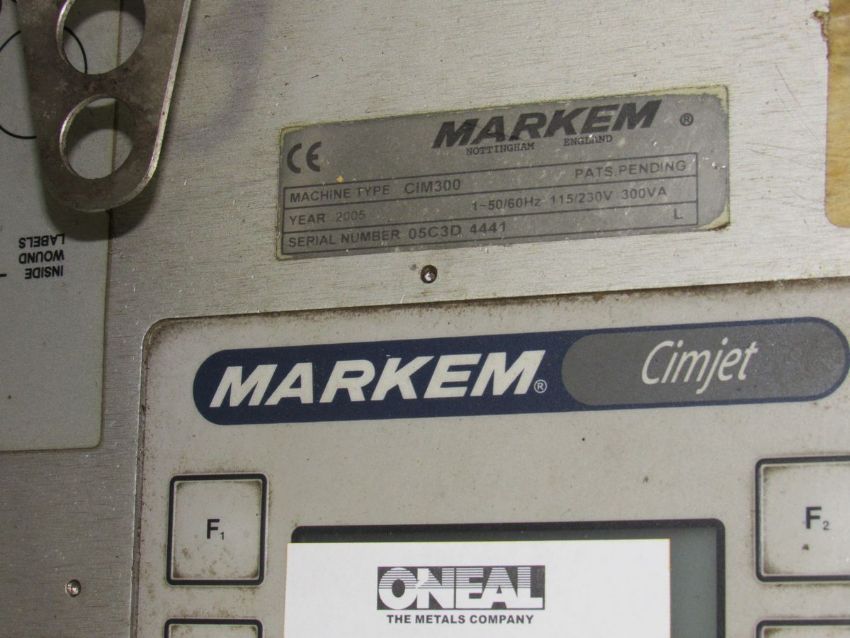 MARKEM ®
NOTTINGHAM ENGLAND
CE
PATS.PENDING
MACHINE TYPE CIM300
YEAR 2005 1~50/60Hz 115/230V 300VA
SERIAL NUMBER 05C3D 4441 L
INSIDE
WOUND
LABELS
MARKEM® Cimjet
F1
F2
O'NEAL
THE METALS COMPANY